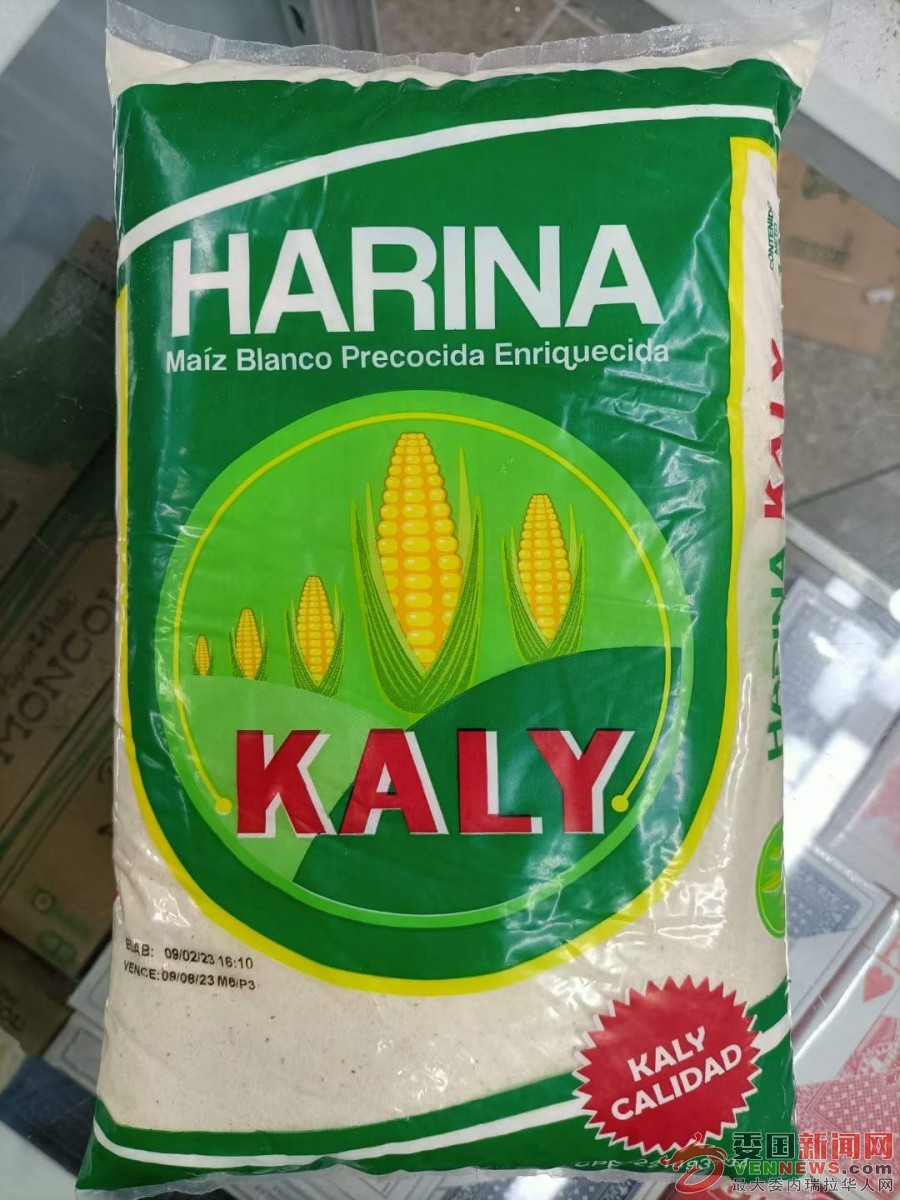 HARINA
Maíz Blanco Precocida Enriquecida
KALY
ELAB: 09/02/23 16:10
VENCE: 09/08/23 M6/P3
KALY
CALIDAD
CONTENIDO
HARINA KALY
MONCOL
委国新闻网
VENNEWS.com
最大委内瑞拉华人网